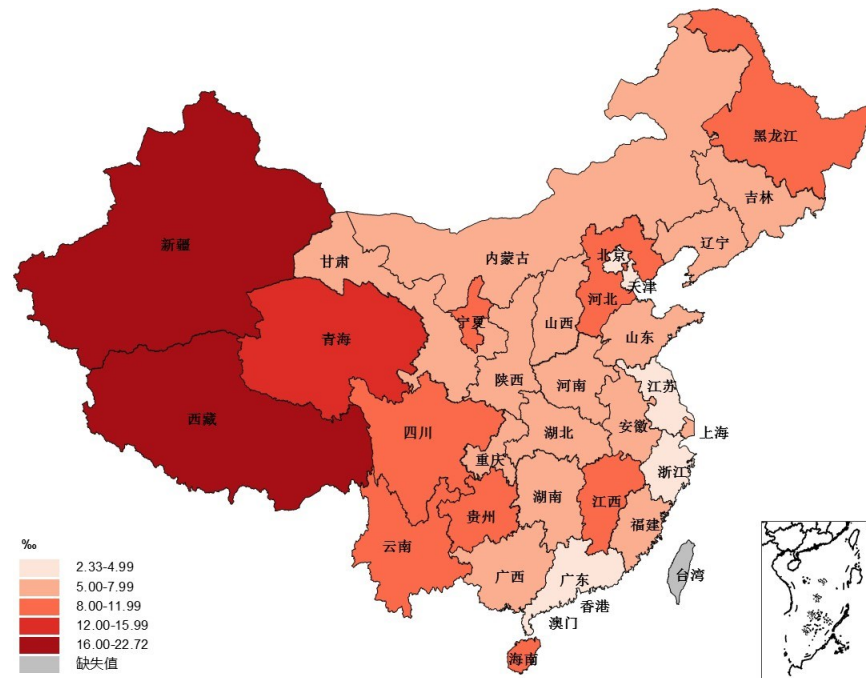 黑龙江
吉林
辽宁
新疆
甘肃
内蒙古
北京
天津
河北
宁夏
山西
山东
青海
陕西
河南
江苏
西藏
四川
湖北
安徽
上海
重庆
浙江
湖南
江西
贵州
福建
云南
广西
广东
台湾
香港
澳门
海南
‰
2.33-4.99
5.00-7.99
8.00-11.99
12.00-15.99
16.00-22.72
缺失值